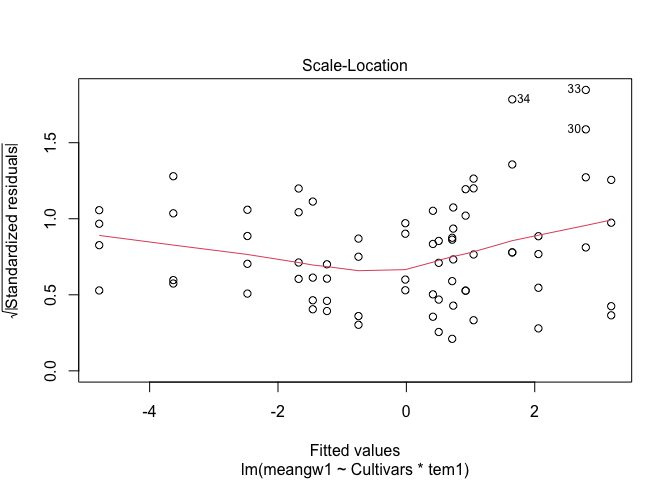 Scale-Location
√|Standardized residuals|
1.5
1.0
0.5
0.0
34
33
30
-4
-2
0
2
Fitted values
lm(meangw1 ~ Cultivars * tem1)